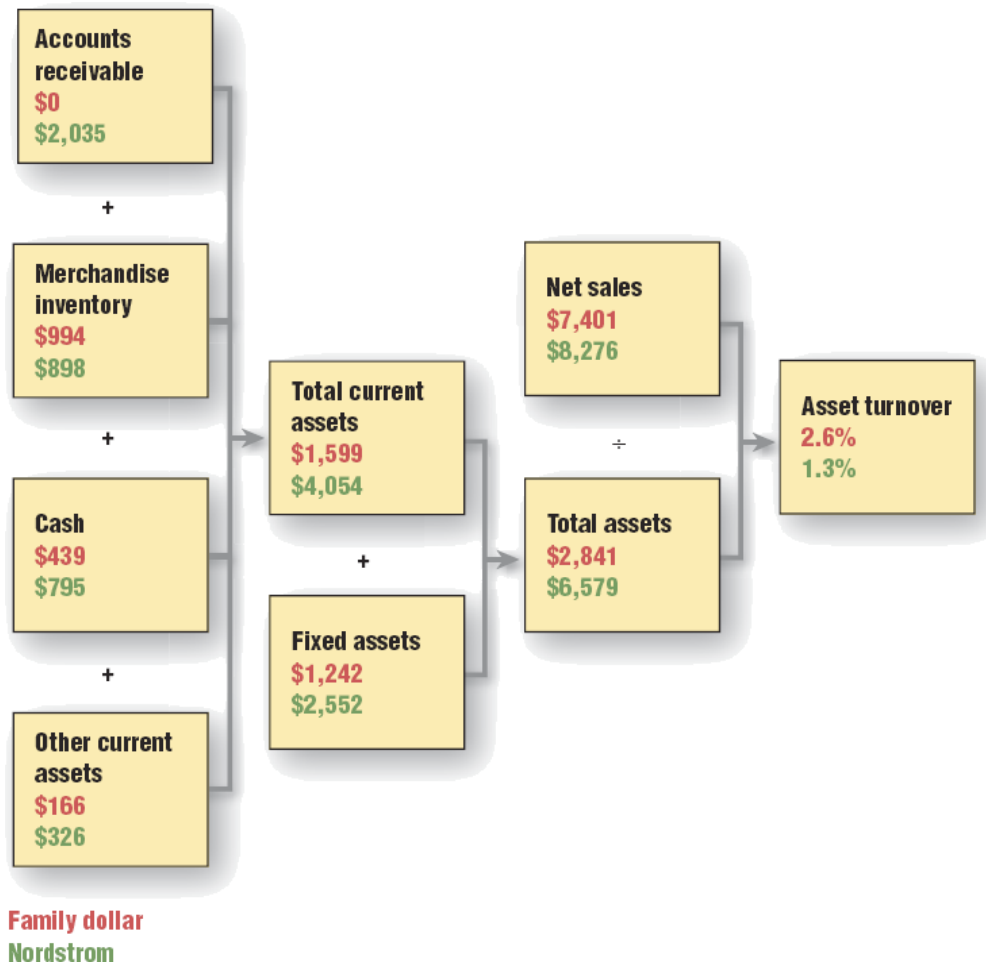 Accounts
receivable
$0
$2,035
+
Merchandise
inventory
$994
$898
+
Cash
$439
$795
+
Other current
assets
$166
$326
Total current
assets
$1,599
$4,054
+
Fixed assets
$1,242
$2,552
Net sales
$7,401
$8,276
÷
Total assets
$2,841
$6,579
Asset turnover
2.6%
1.3%
Family dollar
Nordstrom